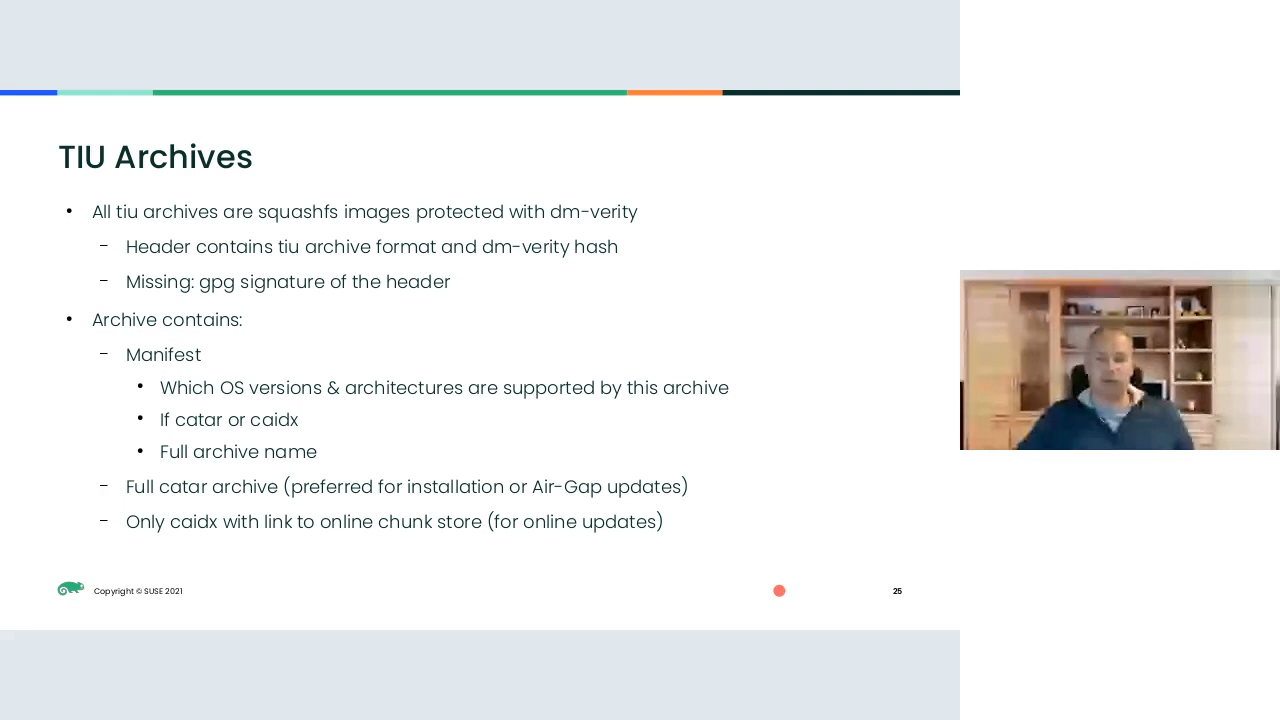 TIU Archives
• All tiu archives are squashfs images protected with dm-verity
– Header contains tiu archive format and dm-verity hash
– Missing: gpg signature of the header
• Archive contains:
– Manifest
• Which OS versions & architectures are supported by this archive
• If catar or caidx
• Full archive name
– Full catar archive (preferred for installation or Air-Gap updates)
– Only caidx with link to online chunk store (for online updates)
Copyright © SUSE 2021
25